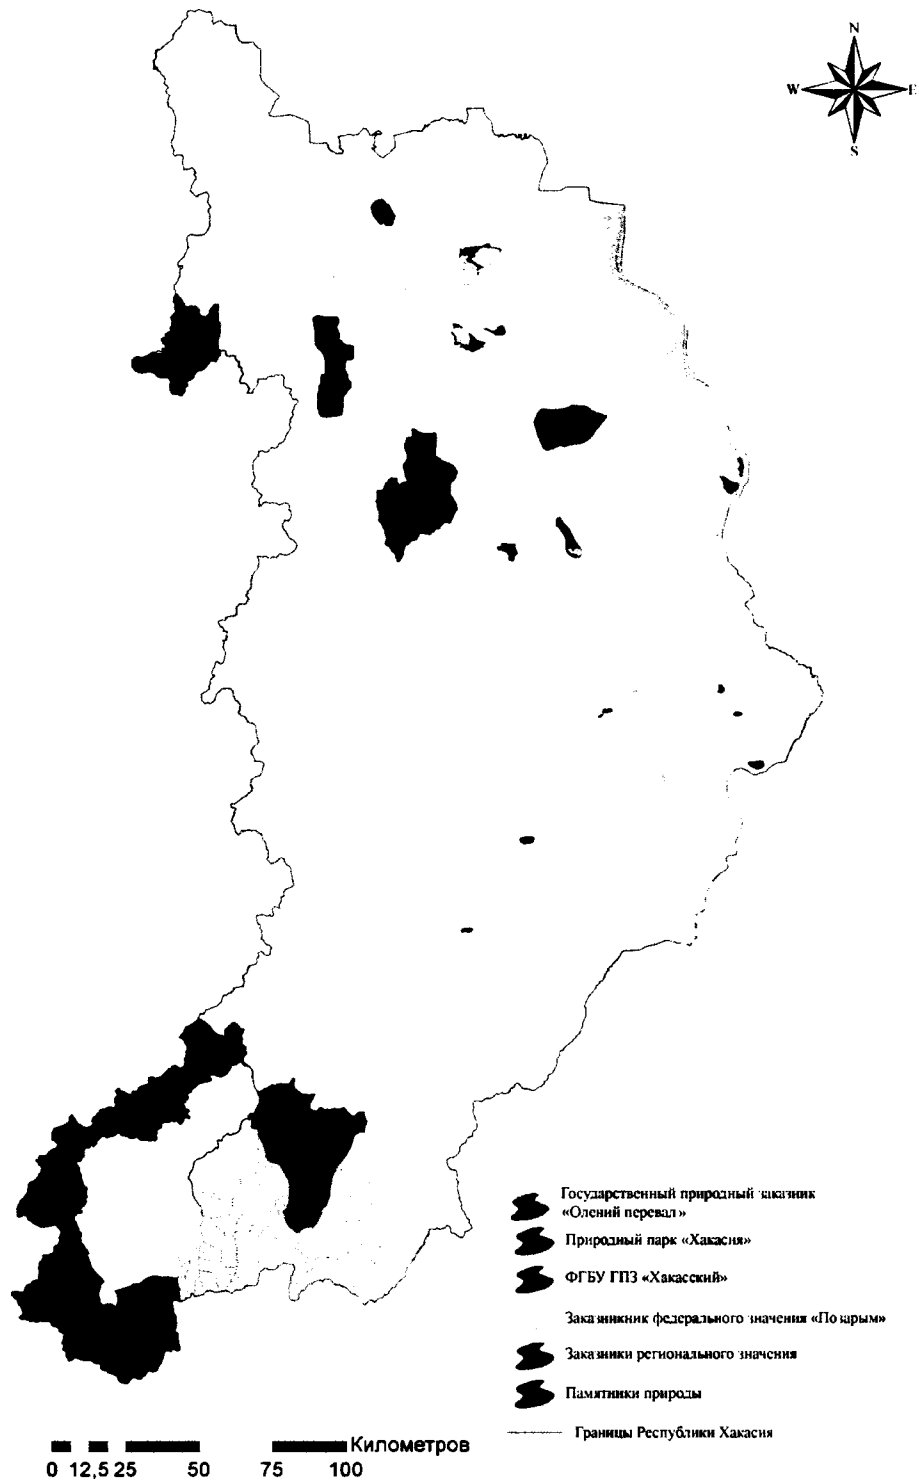 N
W E
S
Государственный природный заказник
«Олений перевал»
Природный парк «Хакасия»
ФГБУ ГПЗ «Хакасский»
Заказникник федерального значения «Позарым»
Заказники регионального значения
Памятники природы
Границы Республики Хакасия
Километров
0 12,5 25 50 75 100